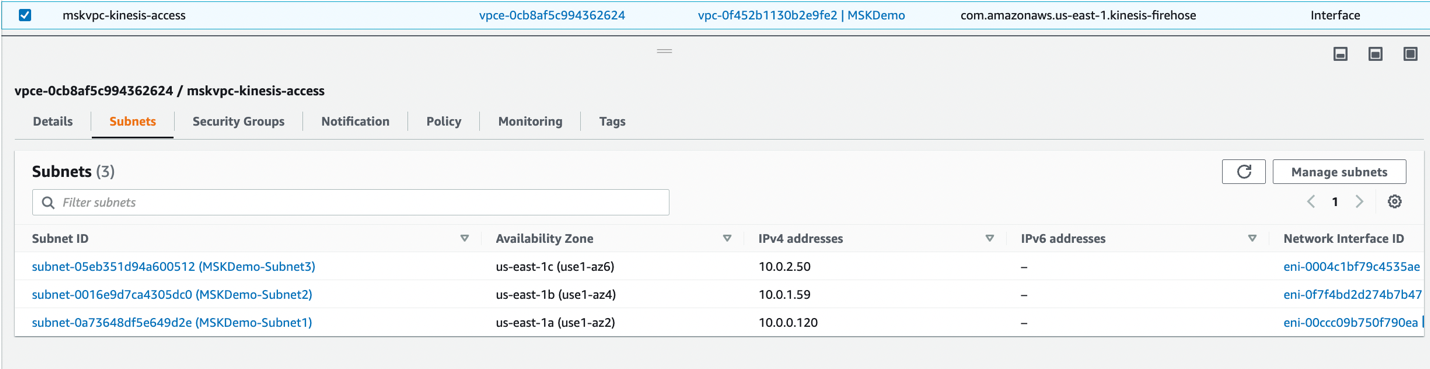 mskvpc-kinesis-access vpce-0cb8af5c994362624 vpc-0f452b1130b2e9fe2 | MSKDemo com.amazonaws.us-east-1.kinesis-firehose Interface
vpce-0cb8af5c994362624 / mskvpc-kinesis-access
Details Subnets Security Groups Notification Policy Monitoring Tags
Subnets (3) Manage subnets
Filter subnets 1
Subnet ID Availability Zone IPv4 addresses IPv6 addresses Network Interface ID
subnet-05eb351d94a600512 (MSKDemo-Subnet3) us-east-1c (use1-az6) 10.0.2.50 – eni-0004c1bf79c4535ae
subnet-0016e9d7ca4305dc0 (MSKDemo-Subnet2) us-east-1b (use1-az4) 10.0.1.59 – eni-0f7f4bd2d274b7b47
subnet-0a73648df5e649d2e (MSKDemo-Subnet1) us-east-1a (use1-az2) 10.0.0.120 – eni-00ccc09b750f790ea